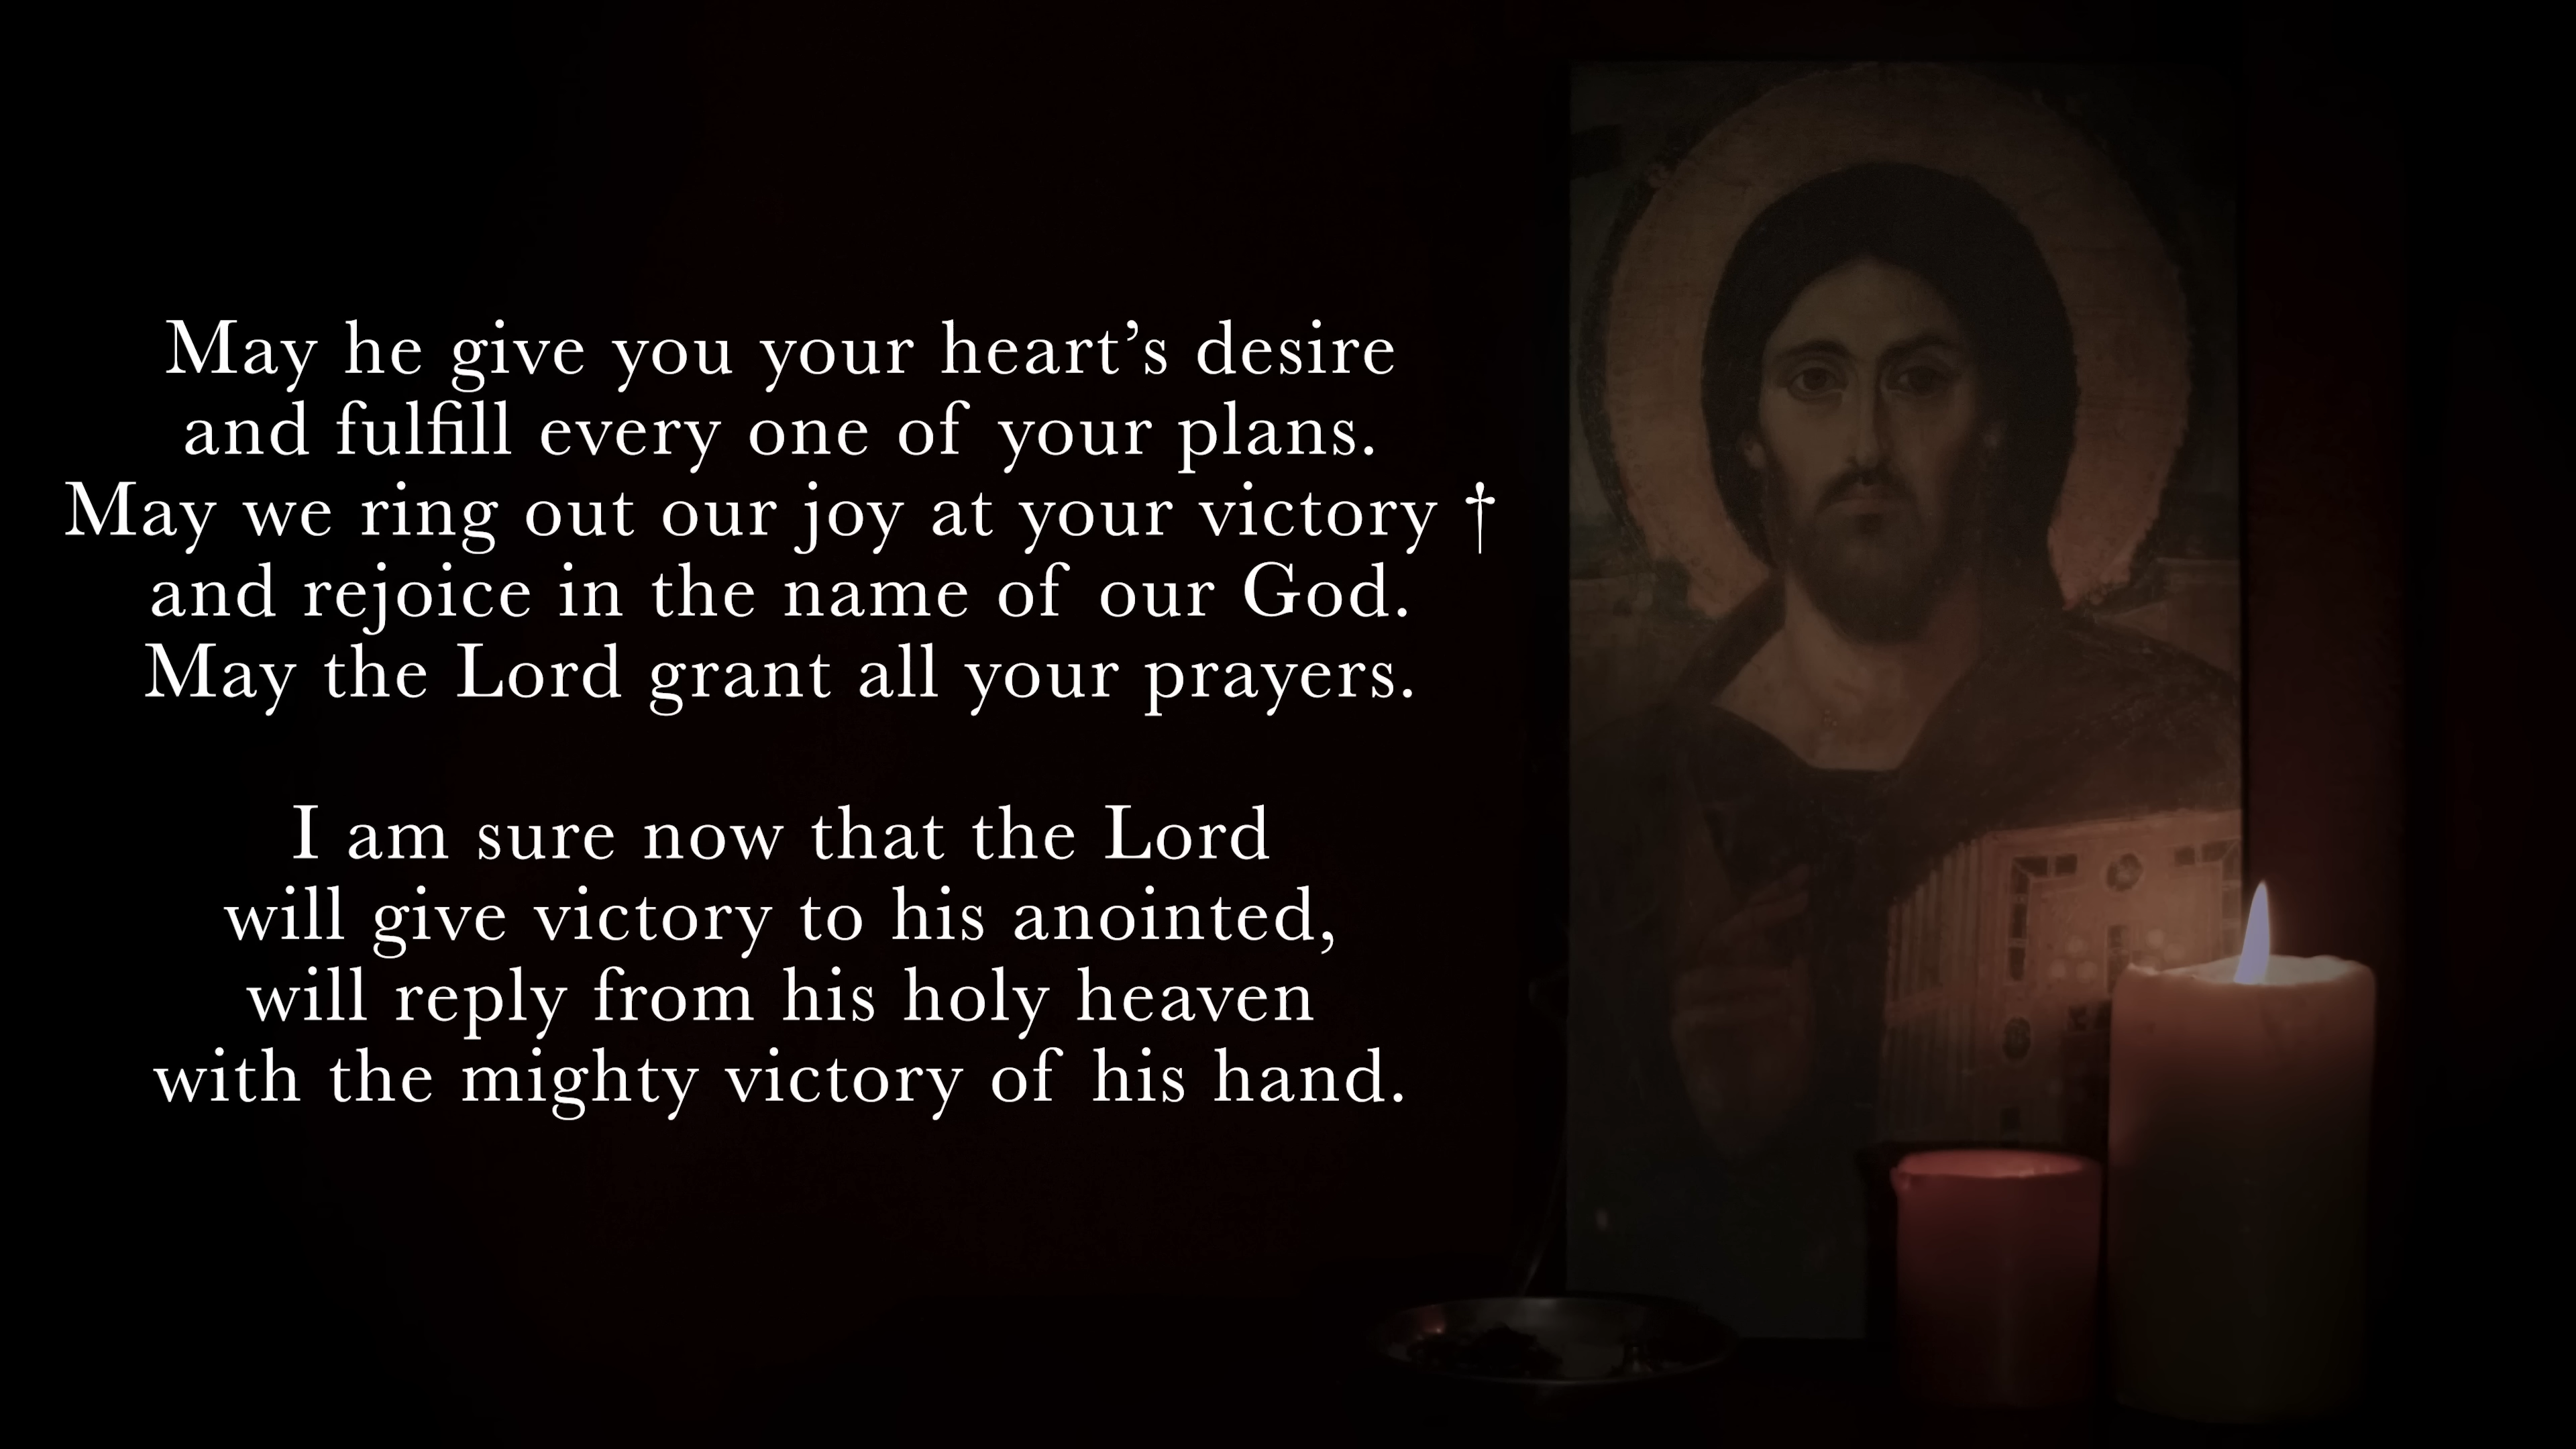 May he give you your heart’s desire
and fulfill every one of your plans.
May we ring out our joy at your victory †
and rejoice in the name of our God.
May the Lord grant all your prayers.
I am sure now that the Lord
will give victory to his anointed,
will reply from his holy heaven
with the mighty victory of his hand.